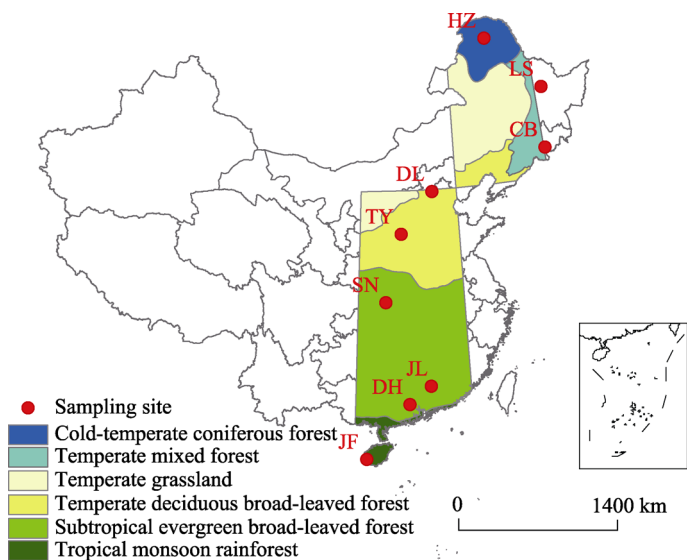 HZ
LS
CB
DL
TY
SN
JL
DH
JF
Sampling site
Cold-temperate coniferous forest
Temperate mixed forest
Temperate grassland
Temperate deciduous broad-leaved forest
Subtropical evergreen broad-leaved forest
Tropical monsoon rainforest
0 1400 km